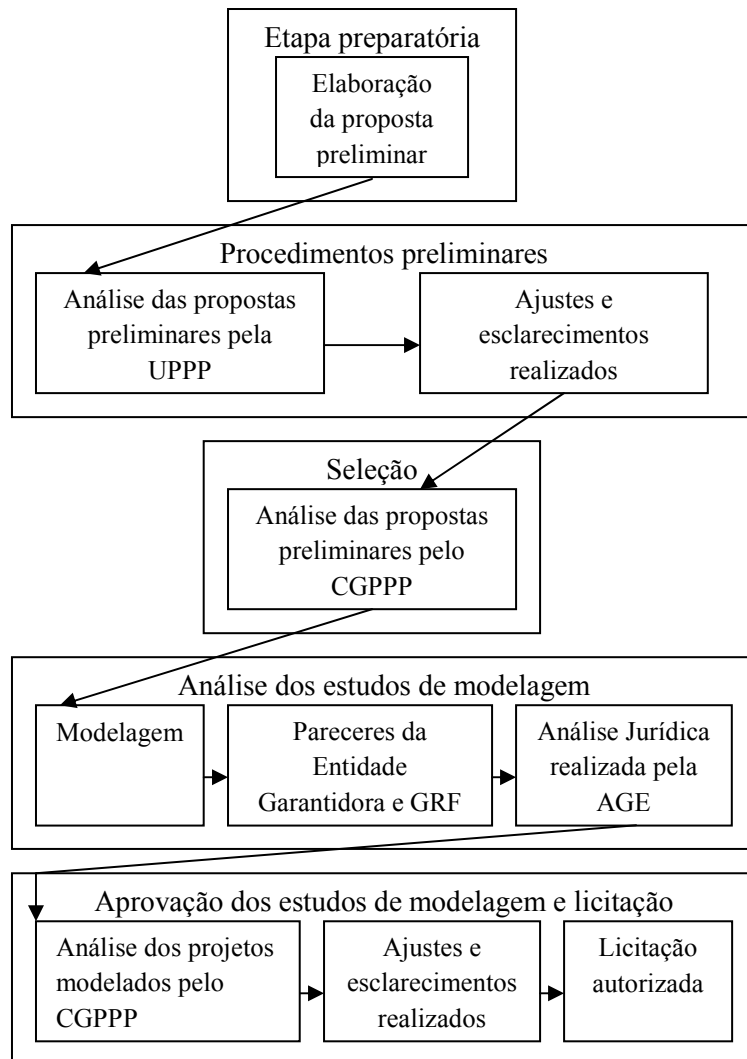 Etapa preparatória
Elaboração
da proposta
preliminar
Procedimentos preliminares
Análise das propostas
preliminares pela
UPPP
Ajustes e
esclarecimentos
realizados
Seleção
Análise das propostas
preliminares pelo
CGPPP
Análise dos estudos de modelagem
Modelagem
Pareceres da
Entidade
Garantidora e GRF
Análise Jurídica
realizada pela
AGE
Aprovação dos estudos de modelagem e licitação
Análise dos projetos
modelados pelo
CGPPP
Ajustes e
esclarecimentos
realizados
Licitação
autorizada